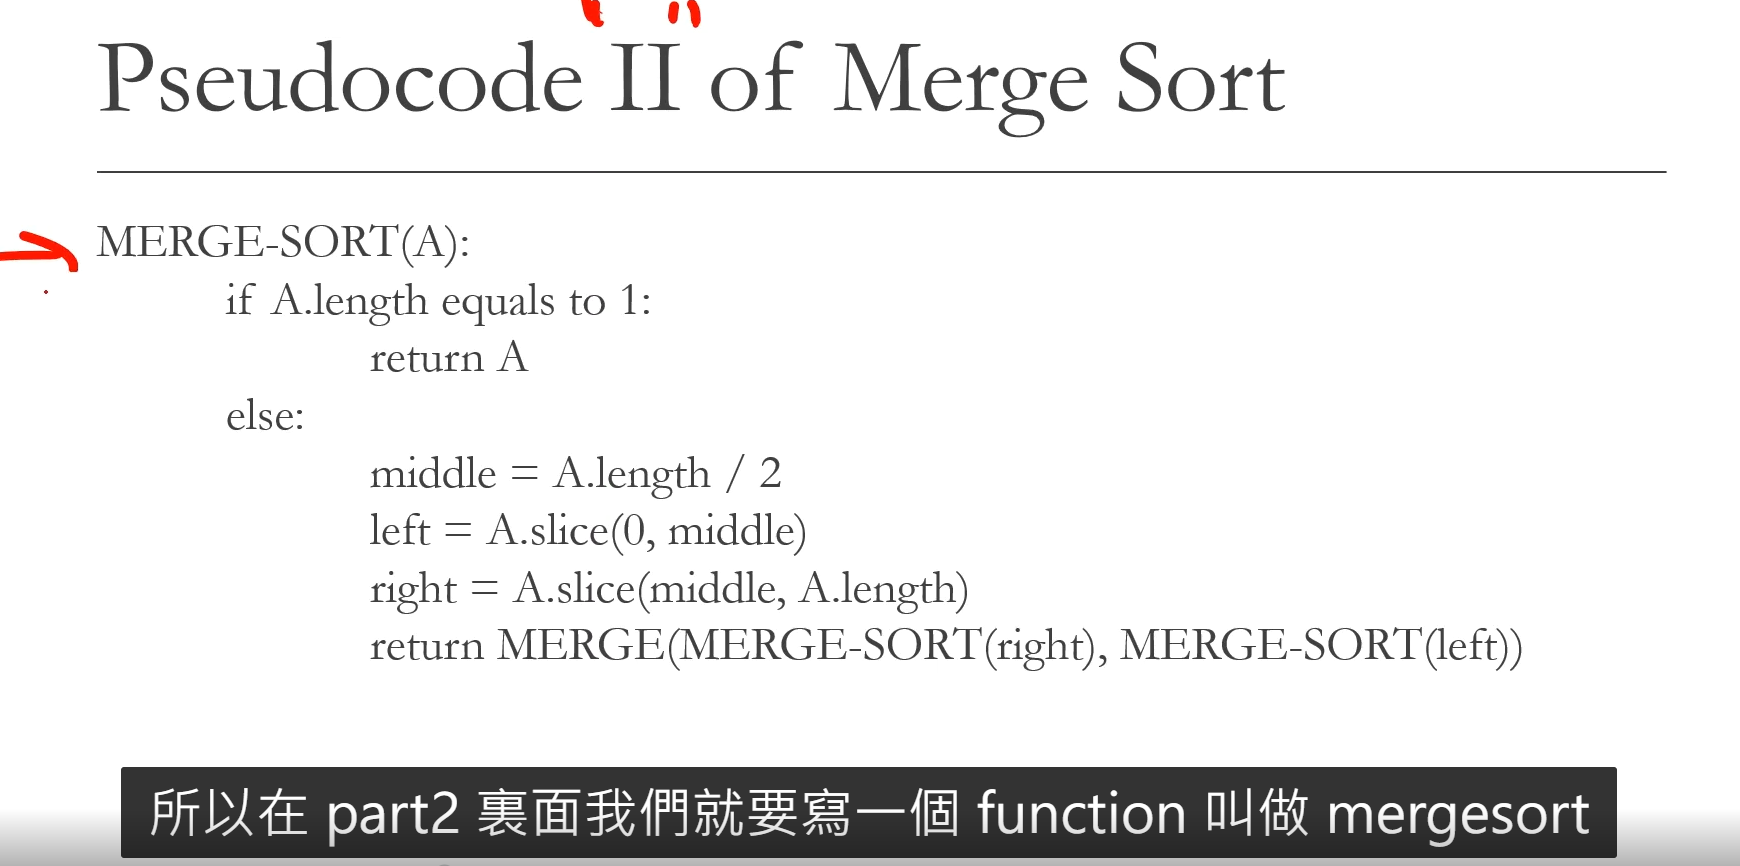 Pseudocode II of Merge Sort
MERGE-SORT(A):
if A.length equals to 1:
return A
else:
middle = A.length / 2
left = A.slice(0, middle)
right = A.slice(middle, A.length)
return MERGE(MERGE-SORT(right), MERGE-SORT(left))
所以在 part2 裏面我們就要寫一個 function 叫做 mergesort